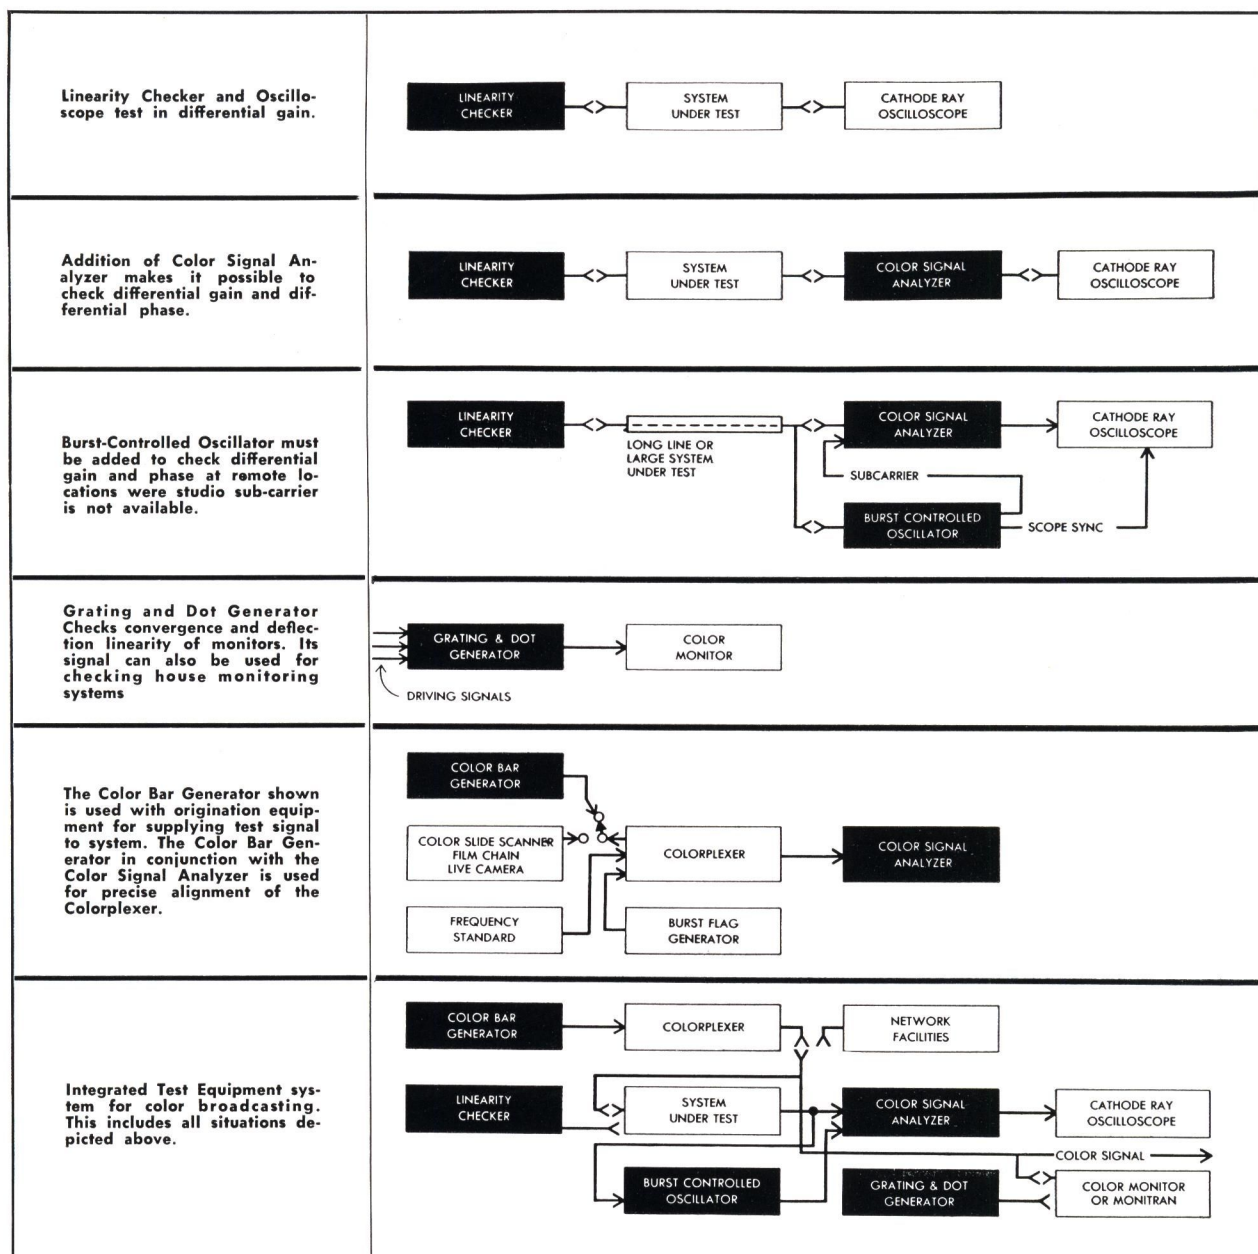 Linearity Checker and Oscillo-
scope test in differential gain.
LINEARITY
CHECKER
SYSTEM
UNDER TEST
CATHODE RAY
OSCILLOSCOPE
Addition of Color Signal An-
alyzer makes it possible to
check differential gain and dif-
ferential phase.
LINEARITY
CHECKER
SYSTEM
UNDER TEST
COLOR SIGNAL
ANALYZER
CATHODE RAY
OSCILLOSCOPE
Burst-Controlled Oscillator must
be added to check differential
gain and phase at remote lo-
cations were studio sub-carrier
is not available.
LINEARITY
CHECKER
LONG LINE OR
LARGE SYSTEM
UNDER TEST
COLOR SIGNAL
ANALYZER
CATHODE RAY
OSCILLOSCOPE
SUBCARRIER
BURST CONTROLLED
OSCILLATOR
SCOPE SYNC
Grating and Dot Generator
Checks convergence and deflec-
tion linearity of monitors. Its
signal can also be used for
checking house monitoring
systems
GRATING & DOT
GENERATOR
COLOR
MONITOR
DRIVING SIGNALS
The Color Bar Generator shown
is used with origination equip-
ment for supplying test signal
to system. The Color Bar Gen-
erator in conjunction with the
Color Signal Analyzer is used
for precise alignment of the
Colorplexer.
COLOR BAR
GENERATOR
COLOR SLIDE SCANNER
FILM CHAIN
LIVE CAMERA
COLORPLEXER
COLOR SIGNAL
ANALYZER
FREQUENCY
STANDARD
BURST FLAG
GENERATOR
Integrated Test Equipment sys-
tem for color broadcasting.
This includes all situations de-
picted above.
COLOR BAR
GENERATOR
COLORPLEXER
NETWORK
FACILITIES
LINEARITY
CHECKER
SYSTEM
UNDER TEST
COLOR SIGNAL
ANALYZER
CATHODE RAY
OSCILLOSCOPE
COLOR SIGNAL
BURST CONTROLLED
OSCILLATOR
GRATING & DOT
GENERATOR
COLOR MONITOR
OR MONITRAN